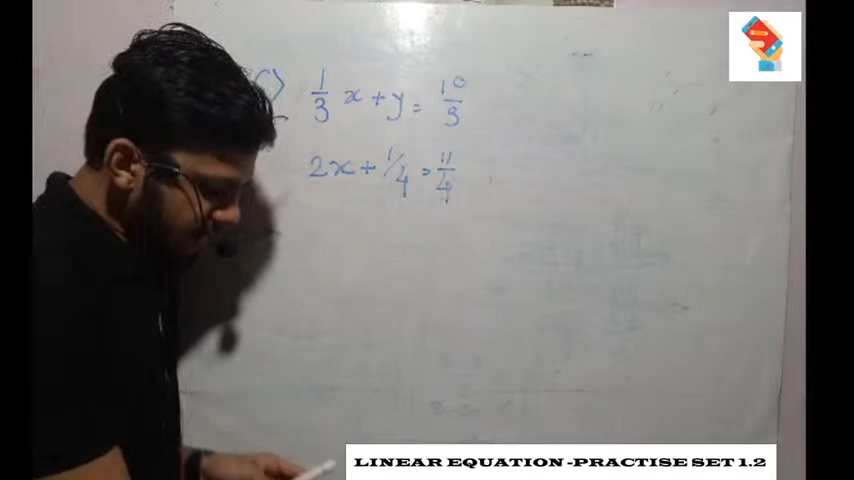 1/3 x + y = 10/3
2x + 1/4 = 11/4
LINEAR EQUATION -PRACTISE SET 1.2